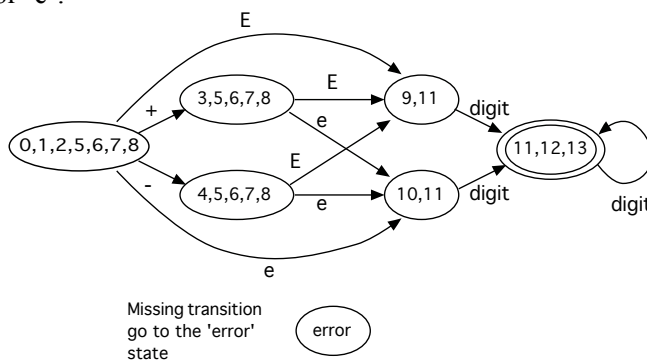 E
3,5,6,7,8
E
9,11
+
digit
e
0,1,2,5,6,7,8
11,12,13
E
-
4,5,6,7,8
e
10,11
digit
digit
e
Missing transition
go to the 'error'
state
error